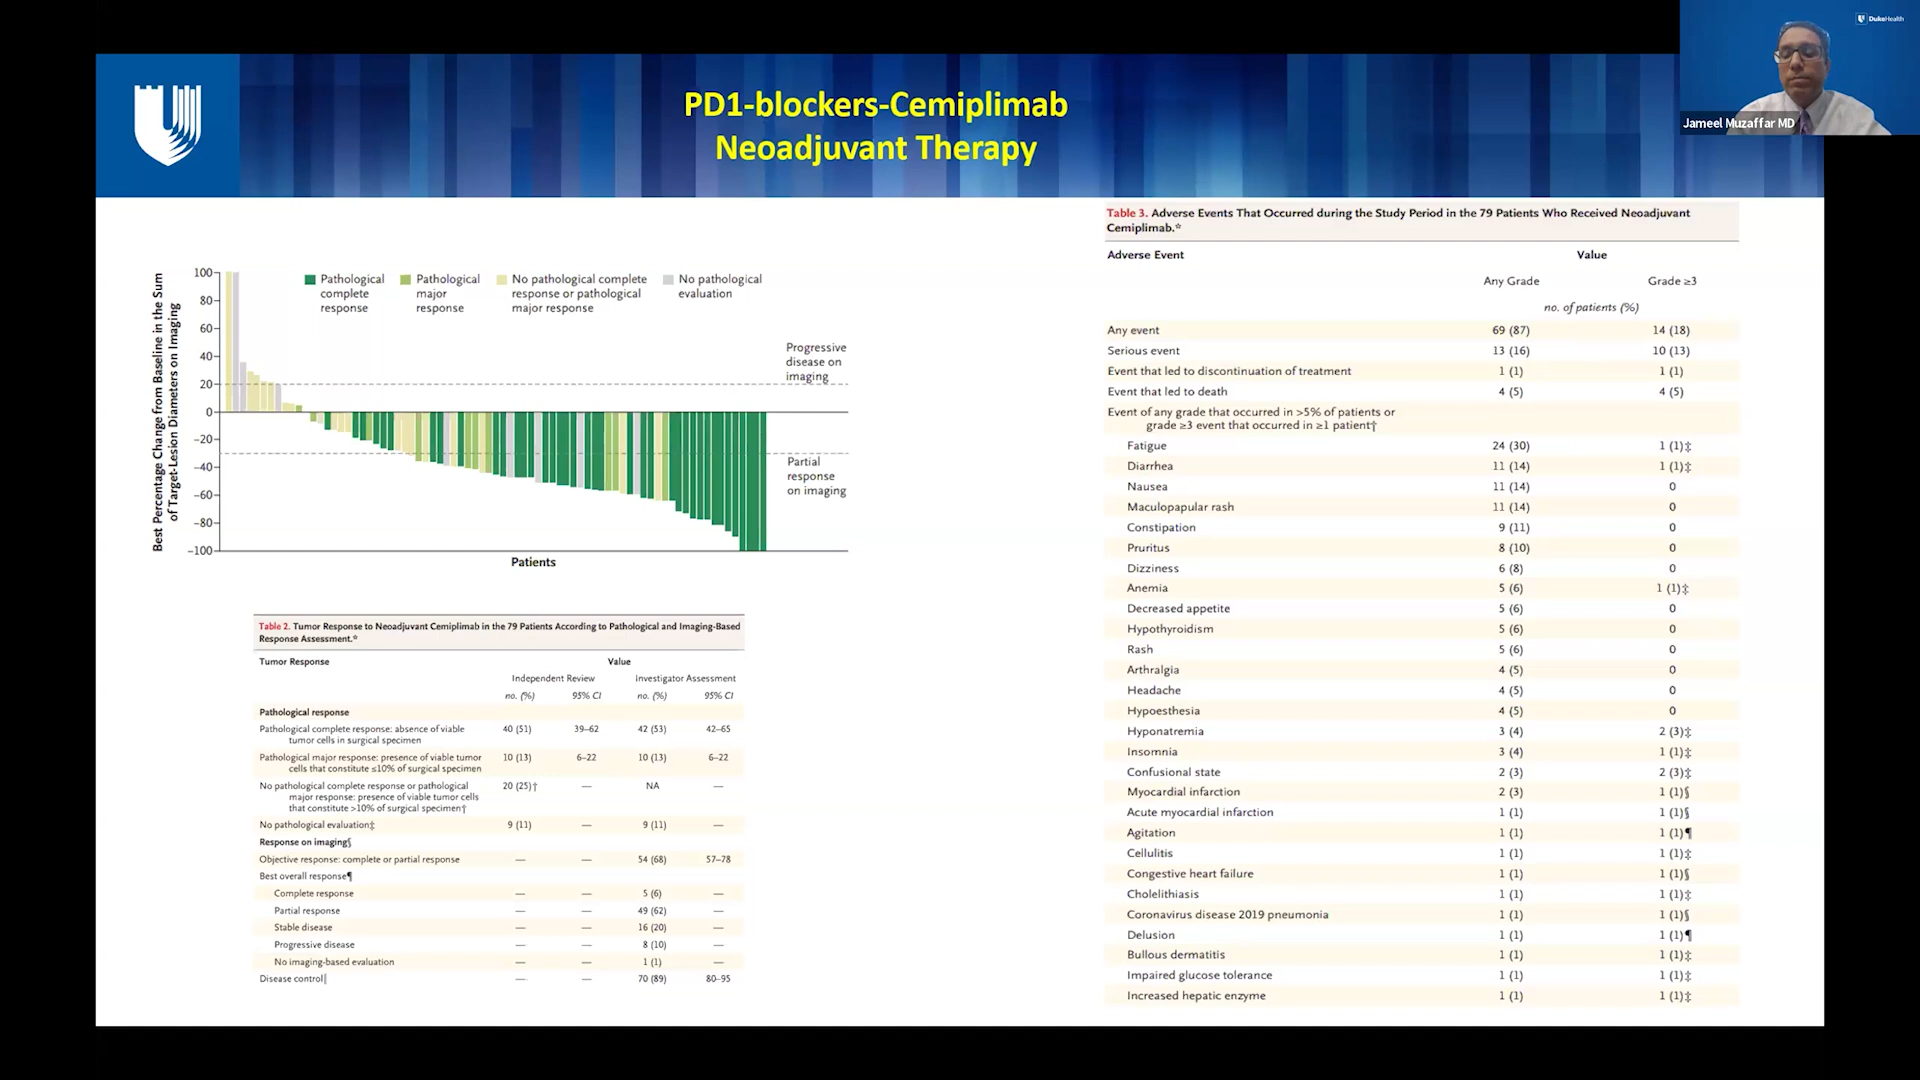 DukeHealth
Jameel Muzaffar MD
PD1-blockers-Cemiplimab
Neoadjuvant Therapy
Best Percentage Change from Baseline in the Sum
of Target-Lesion Diameters on Imaging
100
80
60
40
20
0
−20
−40
−60
−80
−100
Pathological
complete
response
Pathological
major
response
No pathological complete
response or pathological
major response
No pathological
evaluation
Progressive
disease on
imaging
Partial
response
on imaging
Patients
Table 2. Tumor Response to Neoadjuvant Cemiplimab in the 79 Patients According to Pathological and Imaging-Based
Response Assessment.*
Tumor Response Value
Independent Review Investigator Assessment
no. (%) 95% CI no. (%) 95% CI
Pathological response
Pathological complete response: absence of viable
tumor cells in surgical specimen 40 (51) 39–62 42 (53) 42–65
Pathological major response: presence of viable tumor
cells that constitute ≤10% of surgical specimen 10 (13) 6–22 10 (13) 6–22
No pathological complete response or pathological
major response: presence of viable tumor cells
that constitute >10% of surgical specimen† 20 (25)† — NA —
No pathological evaluation‡ 9 (11) — 9 (11) —
Response on imaging§
Objective response: complete or partial response — — 54 (68) 57–78
Best overall response¶
Complete response — — 5 (6) —
Partial response — — 49 (62) —
Stable disease — — 16 (20) —
Progressive disease — — 8 (10) —
No imaging-based evaluation — — 1 (1) —
Disease control‖ — — 70 (89) 80–95
Table 3. Adverse Events That Occurred during the Study Period in the 79 Patients Who Received Neoadjuvant
Cemiplimab.*
Adverse Event Value
Any Grade Grade ≥3
no. of patients (%)
Any event 69 (87) 14 (18)
Serious event 13 (16) 10 (13)
Event that led to discontinuation of treatment 1 (1) 1 (1)
Event that led to death 4 (5) 4 (5)
Event of any grade that occurred in >5% of patients or
grade ≥3 event that occurred in ≥1 patient†
Fatigue 24 (30) 1 (1)‡
Diarrhea 11 (14) 1 (1)‡
Nausea 11 (14) 0
Maculopapular rash 11 (14) 0
Constipation 9 (11) 0
Pruritus 8 (10) 0
Dizziness 6 (8) 0
Anemia 5 (6) 1 (1)‡
Decreased appetite 5 (6) 0
Hypothyroidism 5 (6) 0
Rash 5 (6) 0
Arthralgia 4 (5) 0
Headache 4 (5) 0
Hypoesthesia 4 (5) 0
Hyponatremia 3 (4) 2 (3)‡
Insomnia 3 (4) 1 (1)‡
Confusional state 2 (3) 2 (3)‡
Myocardial infarction 2 (3) 1 (1)§
Acute myocardial infarction 1 (1) 1 (1)§
Agitation 1 (1) 1 (1)¶
Cellulitis 1 (1) 1 (1)‡
Congestive heart failure 1 (1) 1 (1)§
Cholelithiasis 1 (1) 1 (1)‡
Coronavirus disease 2019 pneumonia 1 (1) 1 (1)§
Delusion 1 (1) 1 (1)¶
Bullous dermatitis 1 (1) 1 (1)‡
Impaired glucose tolerance 1 (1) 1 (1)‡
Increased hepatic enzyme 1 (1) 1 (1)‡